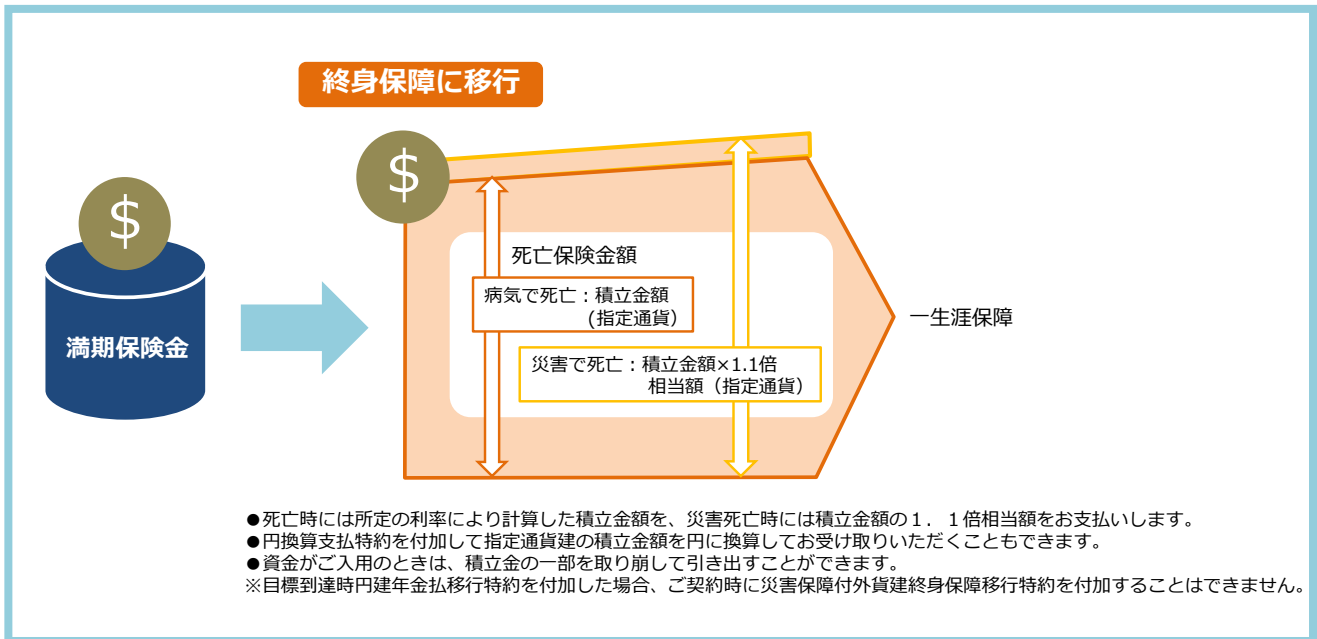 終身保障に移行
$
$
満期保険金
死亡保険金額
病気で死亡：積立金額
(指定通貨）
災害で死亡：積立金額×1.1倍
相当額（指定通貨）
一生涯保障
●死亡時には所定の利率により計算した積立金額を、災害死亡時には積立金額の１．１倍相当額をお支払いします。
●円換算支払特約を付加して指定通貨建の積立金額を円に換算してお受け取りいただくこともできます。
●資金がご入用のときは、積立金の一部を取り崩して引き出すことができます。
※目標到達時円建年金払移行特約を付加した場合、ご契約時に災害保障付外貨建終身保障移行特約を付加することはできません。